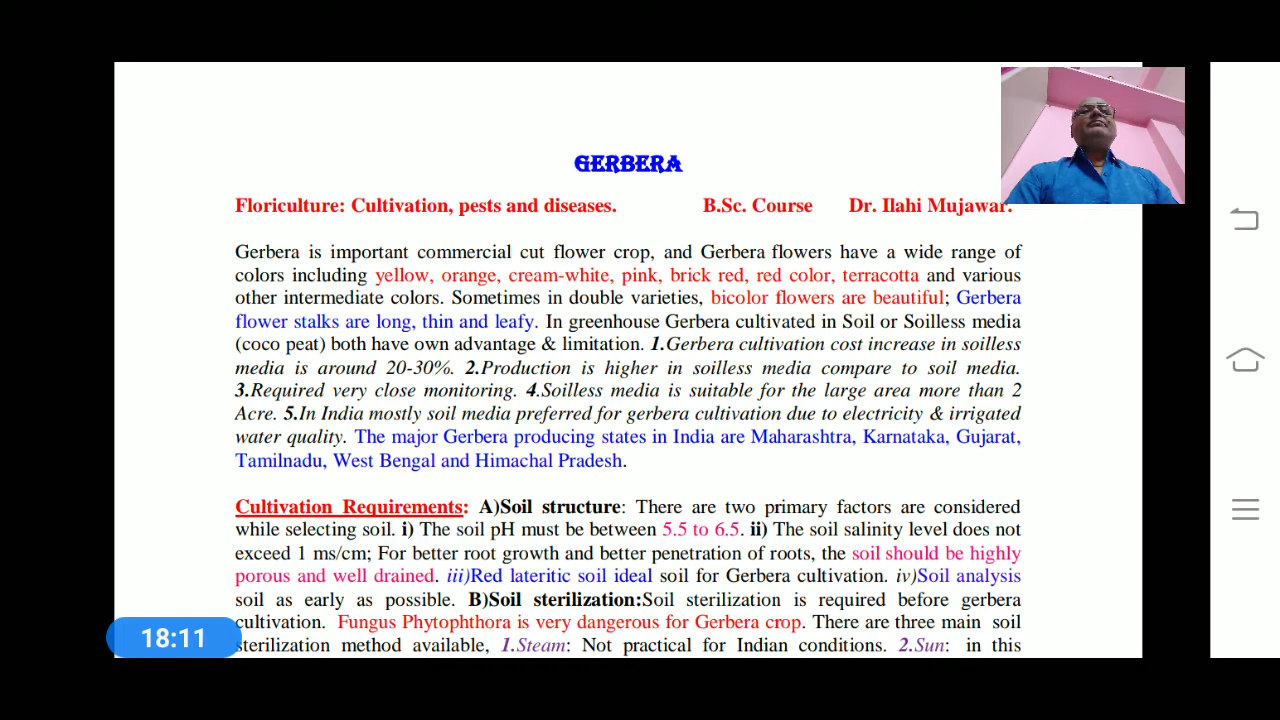 GERBERA
Floriculture: Cultivation, pests and diseases. B.Sc. Course Dr. Ilahi Mujawar.
Gerbera is important commercial cut flower crop, and Gerbera flowers have a wide range of
colors including yellow, orange, cream-white, pink, brick red, red color, terracotta and various
other intermediate colors. Sometimes in double varieties, bicolor flowers are beautiful; Gerbera
flower stalks are long, thin and leafy. In greenhouse Gerbera cultivated in Soil or Soilless media
(coco peat) both have own advantage & limitation. 1.Gerbera cultivation cost increase in soilless
media is around 20-30%. 2.Production is higher in soilless media compare to soil media.
3.Required very close monitoring. 4.Soilless media is suitable for the large area more than 2
Acre. 5.In India mostly soil media preferred for gerbera cultivation due to electricity & irrigated
water quality. The major Gerbera producing states in India are Maharashtra, Karnataka, Gujarat,
Tamilnadu, West Bengal and Himachal Pradesh.
Cultivation Requirements: A)Soil structure: There are two primary factors are considered
while selecting soil. i) The soil pH must be between 5.5 to 6.5. ii) The soil salinity level does not
exceed 1 ms/cm; For better root growth and better penetration of roots, the soil should be highly
porous and well drained. iii)Red lateritic soil ideal soil for Gerbera cultivation. iv)Soil analysis
soil as early as possible. B)Soil sterilization:Soil sterilization is required before gerbera
cultivation. Fungus Phytophthora is very dangerous for Gerbera crop. There are three main soil
sterilization method available, 1.Steam: Not practical for Indian conditions. 2.Sun: in this
18:11